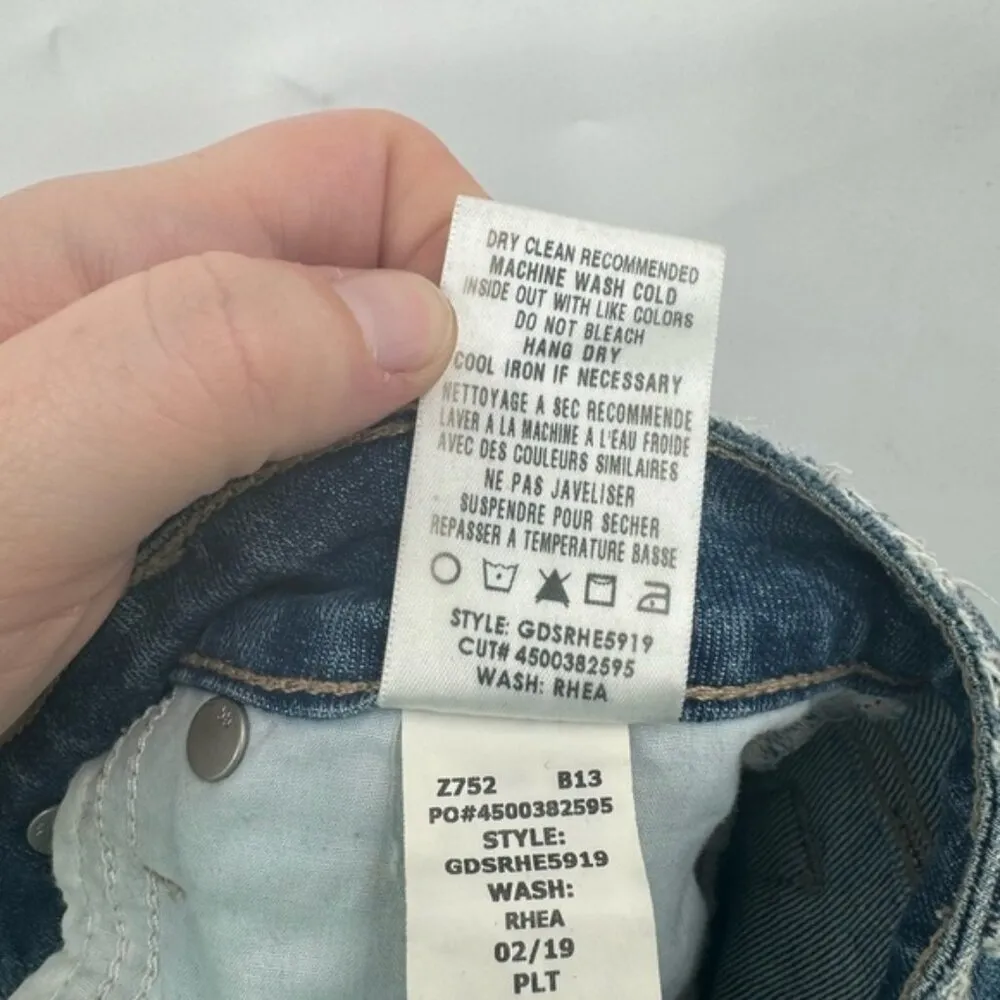 DRY CLEAN RECOMMENDED
MACHINE WASH COLD
INSIDE OUT WITH LIKE COLORS
DO NOT BLEACH
HANG DRY
COOL IRON IF NECESSARY
NETTOYAGE A SEC RECOMMENDE
LAVER A LA MACHINE A L'EAU FROIDE
AVEC DES COULEURS SIMILAIRES
NE PAS JAVELISER
SUSPENDRE POUR SECHER
REPASSER A TEMPERATURE BASSE
STYLE: GDSRHE5919
CUT# 4500382595
WASH: RHEA
Z752 B13
PO#4500382595
STYLE:
GDSRHE5919
WASH:
RHEA
02/19
PLT